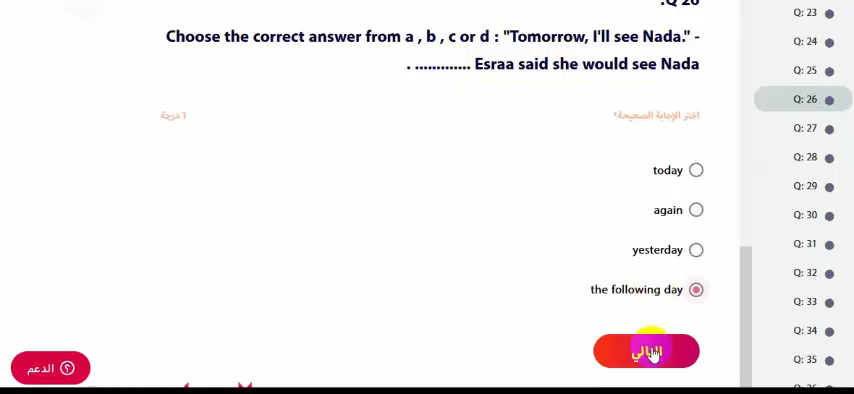 .Q 26
Choose the correct answer from a , b , c or d : "Tomorrow, I'll see Nada." -
. ............. Esraa said she would see Nada
اختر الإجابة الصحيحة*
1 درجة
today
again
yesterday
the following day
التالي
الدعم
Q: 23
Q: 24
Q: 25
Q: 26
Q: 27
Q: 28
Q: 29
Q: 30
Q: 31
Q: 32
Q: 33
Q: 34
Q: 35